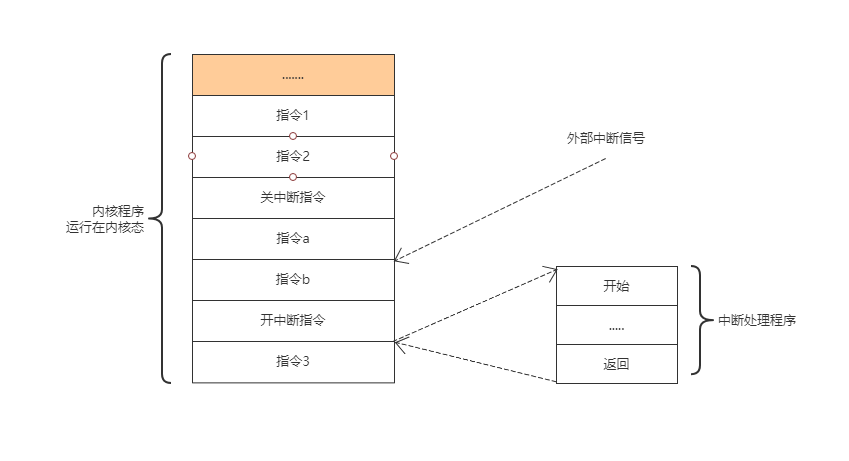 .......
指令1
外部中断信号
指令2
关中断指令
内核程序
运行在内核态
指令a
指令b
开始
开中断指令
.....
中断处理程序
指令3
返回